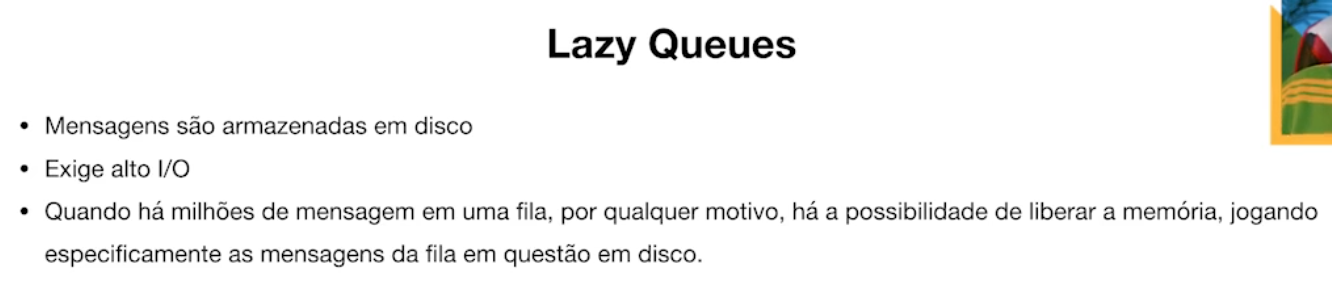 Lazy Queues
• Mensagens são armazenadas em disco
• Exige alto I/O
• Quando há milhões de mensagem em uma fila, por qualquer motivo, há a possibilidade de liberar a memória, jogando
especificamente as mensagens da fila em questão em disco.